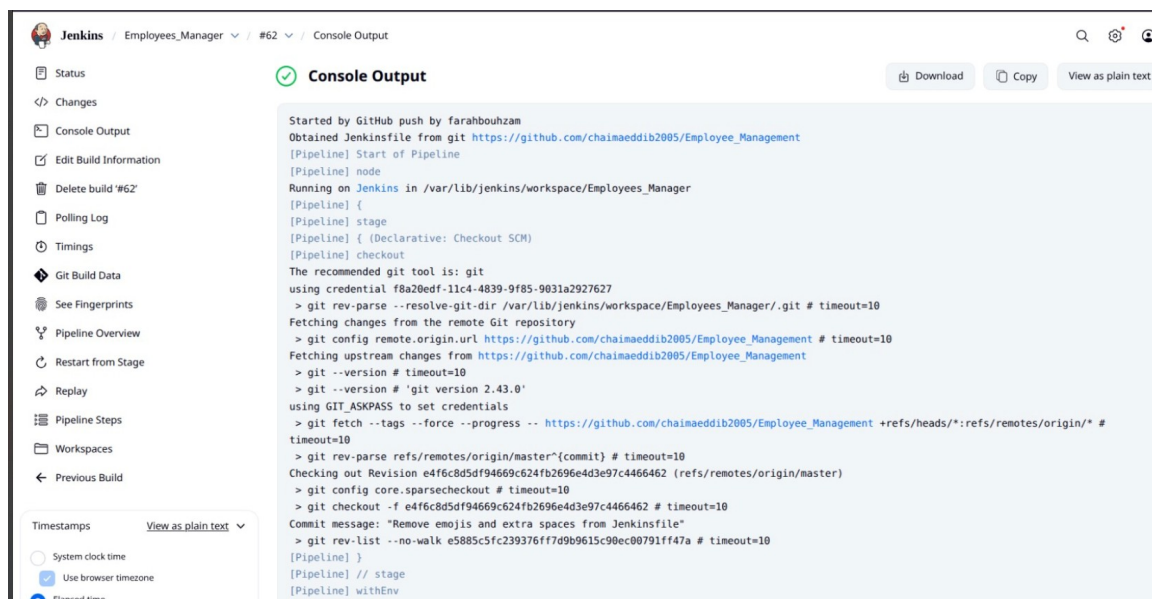 Jenkins / Employees_Manager / #62 / Console Output
Status
Changes
Console Output
Edit Build Information
Delete build '#62'
Polling Log
Timings
Git Build Data
See Fingerprints
Pipeline Overview
Restart from Stage
Replay
Pipeline Steps
Workspaces
Previous Build
Timestamps View as plain text
System clock time
Use browser timezone
Elapsed time
Console Output
Download
Copy
View as plain text
Started by GitHub push by farahbouhzam
Obtained Jenkinsfile from git https://github.com/chaimaeddib2005/Employee_Management
[Pipeline] Start of Pipeline
[Pipeline] node
Running on Jenkins in /var/lib/jenkins/workspace/Employees_Manager
[Pipeline] {
[Pipeline] stage
[Pipeline] { (Declarative: Checkout SCM)
[Pipeline] checkout
The recommended git tool is: git
using credential f8a20edf-11c4-4839-9f85-9031a2927627
> git rev-parse --resolve-git-dir /var/lib/jenkins/workspace/Employees_Manager/.git # timeout=10
Fetching changes from the remote Git repository
> git config remote.origin.url https://github.com/chaimaeddib2005/Employee_Management # timeout=10
Fetching upstream changes from https://github.com/chaimaeddib2005/Employee_Management
> git --version # timeout=10
> git --version # 'git version 2.43.0'
using GIT_ASKPASS to set credentials
> git fetch --tags --force --progress -- https://github.com/chaimaeddib2005/Employee_Management +refs/heads/*:refs/remotes/origin/* #
timeout=10
> git rev-parse refs/remotes/origin/master^{commit} # timeout=10
Checking out Revision e4f6c8d5df94669c624fb2696e4d3e97c4466462 (refs/remotes/origin/master)
> git config core.sparsecheckout # timeout=10
> git checkout -f e4f6c8d5df94669c624fb2696e4d3e97c4466462 # timeout=10
Commit message: "Remove emojis and extra spaces from Jenkinsfile"
> git rev-list --no-walk e5885c5fc239376ff7d9b9615c90ec00791ff47a # timeout=10
[Pipeline] }
[Pipeline] // stage
[Pipeline] withEnv